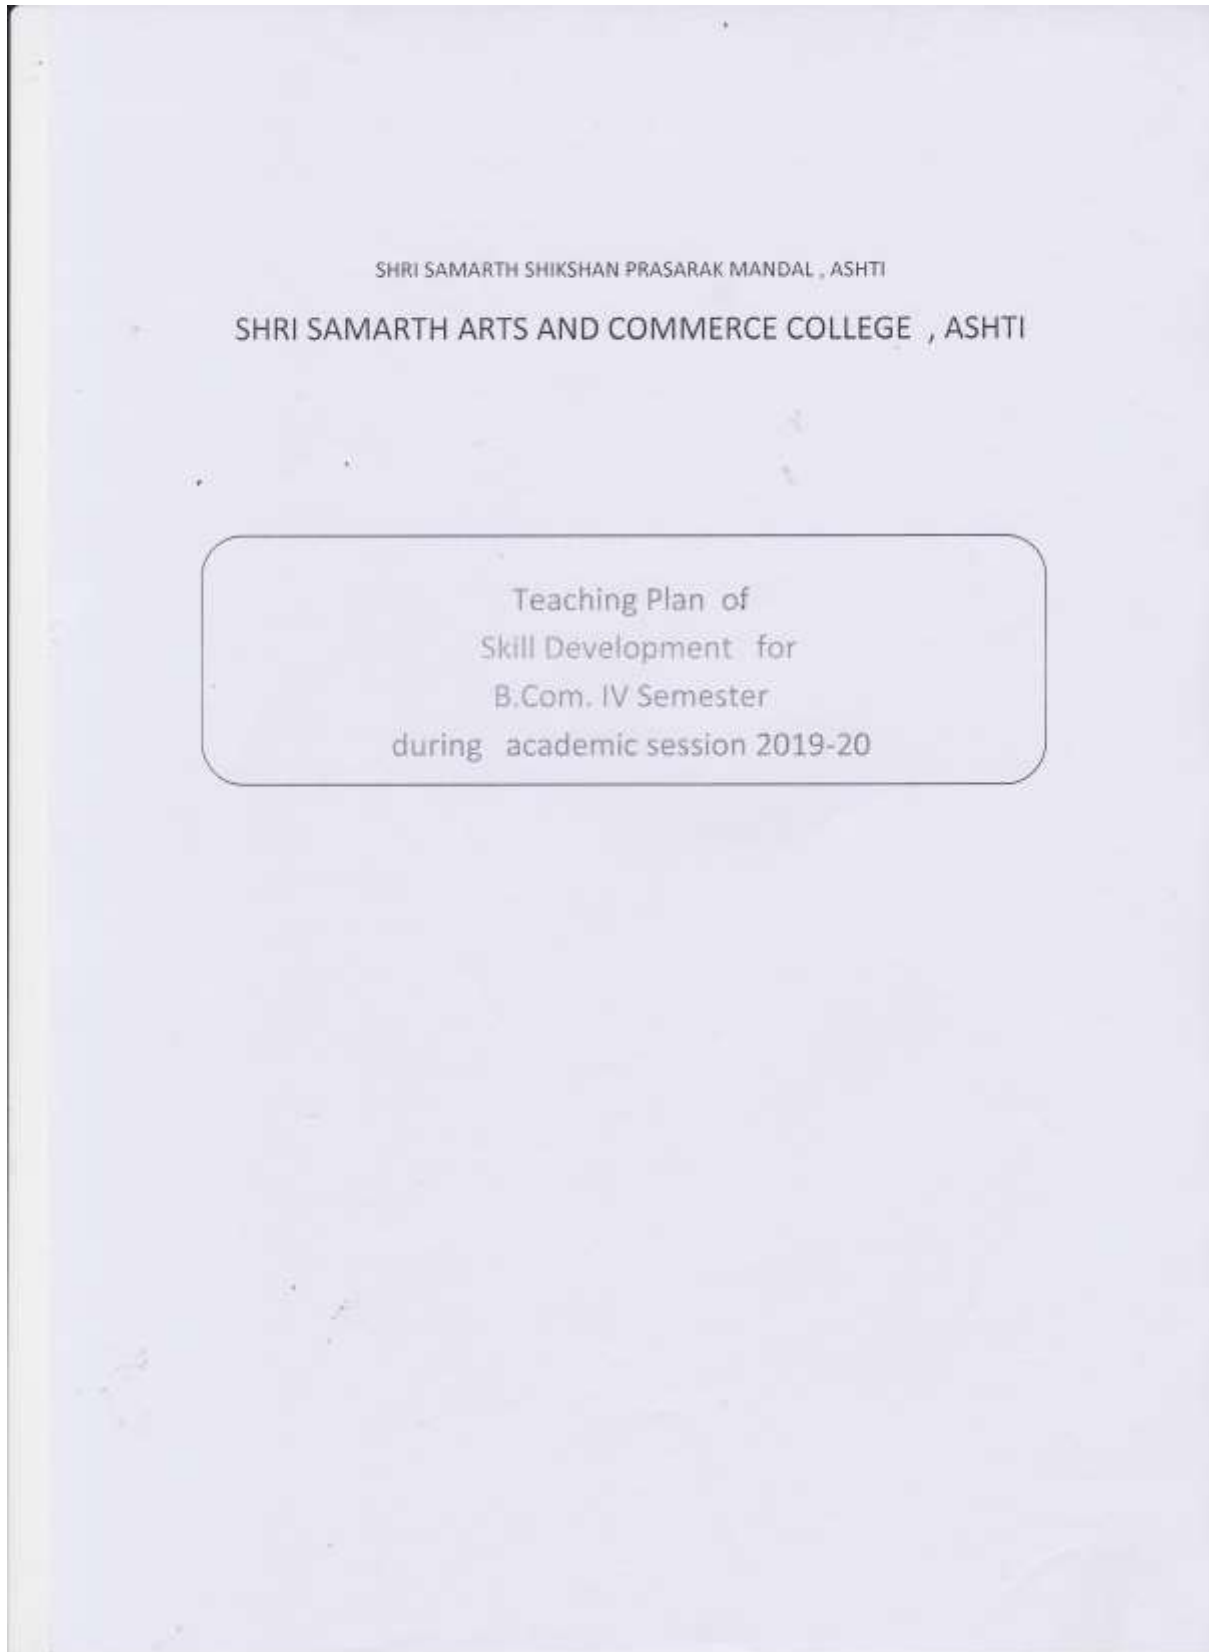 SHRI SAMARTH SHIKSHAN PRASARAK MANDAL , ASHTI
SHRI SAMARTH ARTS AND COMMERCE COLLEGE , ASHTI
Teaching Plan of
Skill Development for
B.Com. IV Semester
during academic session 2019-20